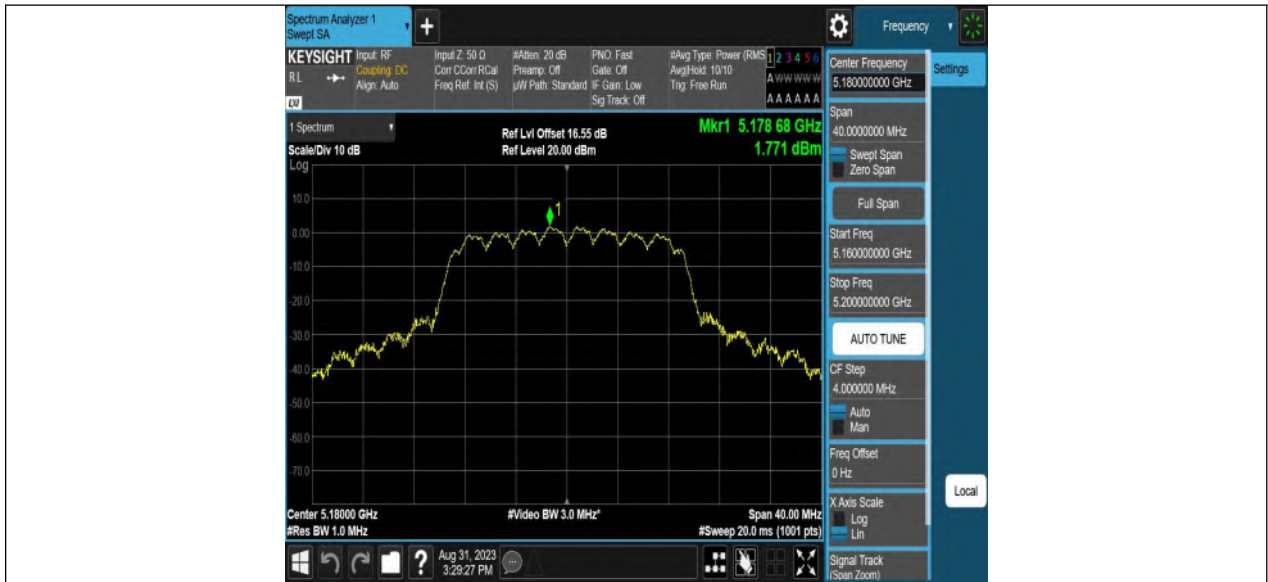 Spectrum Analyzer 1
Swept SA
+
Frequency
KEYSIGHT
RL
LXI
Input: RF
Coupling: DC
Align: Auto
Input Z: 50 Ω
Corr CCorr RCal
Freq Ref: Int (S)
#Atten: 20 dB
Preamp: Off
µW Path: Standard
PNO: Fast
Gate: Off
IF Gain: Low
Sig Track: Off
#Avg Type: Power (RMS
Avg|Hold: 10/10
Trig: Free Run
1 2 3 4 5 6
A W W W W W
A A A A A A
1 Spectrum
Scale/Div 10 dB
Ref Lvl Offset 16.55 dB
Ref Level 20.00 dBm
Mkr1 5.178 68 GHz
1.771 dBm
Log
10.0
0.00
-10.0
-20.0
-30.0
-40.0
-50.0
-60.0
-70.0
1
Center 5.18000 GHz
#Res BW 1.0 MHz
#Video BW 3.0 MHz*
Span 40.00 MHz
#Sweep 20.0 ms (1001 pts)
Center Frequency
5.180000000 GHz
Settings
Span
40.0000000 MHz
Swept Span
Zero Span
Full Span
Start Freq
5.160000000 GHz
Stop Freq
5.200000000 GHz
AUTO TUNE
CF Step
4.000000 MHz
Auto
Man
Freq Offset
0 Hz
X Axis Scale
Log
Lin
Signal Track
(Span Zoom)
Local
?
Aug 31, 2023
3:29:27 PM